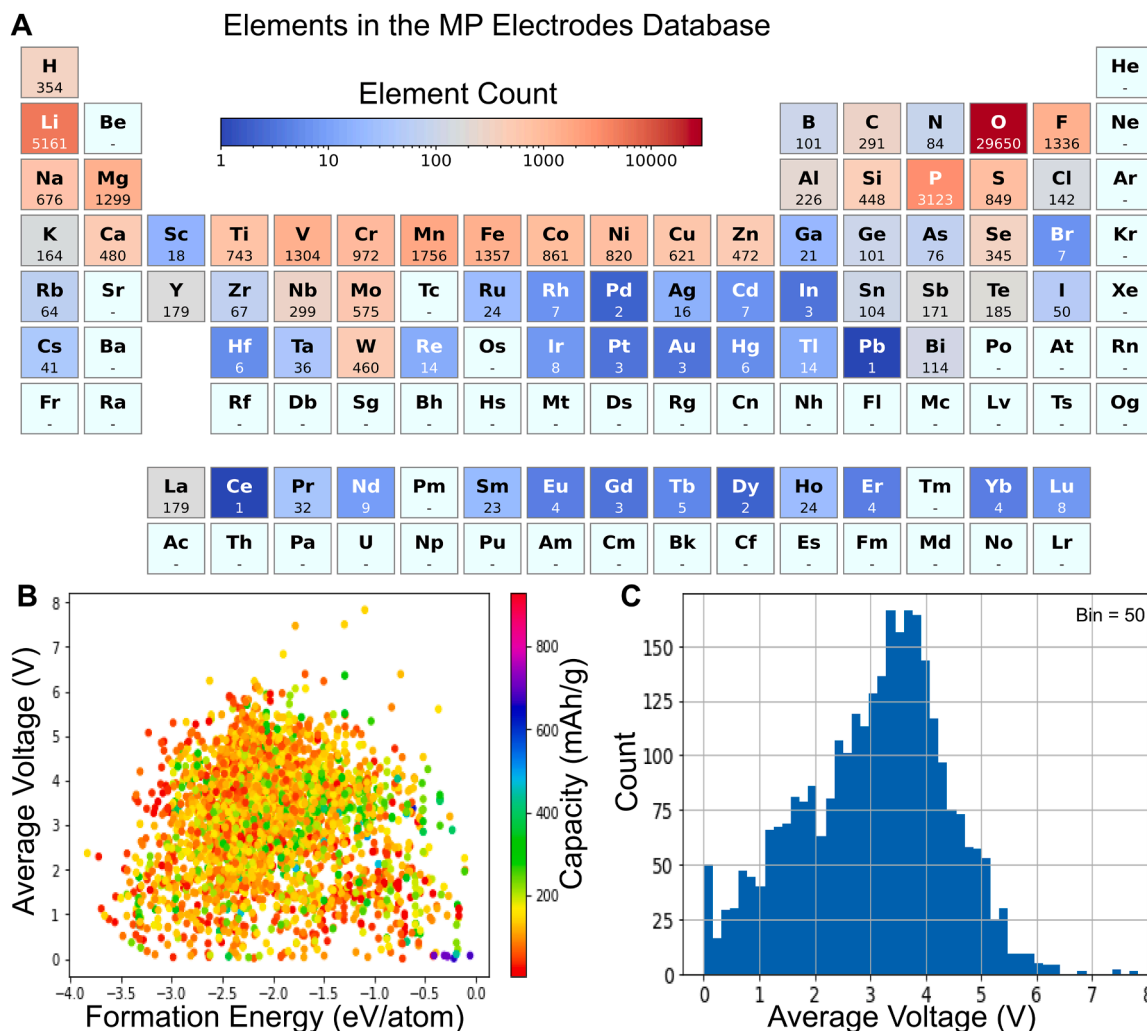 A Elements in the MP Electrodes Database
H He
354 -
Element Count
Li Be B C N O F Ne
5161 - 101 291 84 29650 1336 -
1 10 100 1000 10000
Na Mg Al Si P S Cl Ar
676 1299 226 448 3123 849 142 -
K Ca Sc Ti V Cr Mn Fe Co Ni Cu Zn Ga Ge As Se Br Kr
164 480 18 743 1304 972 1756 1357 861 820 621 472 21 101 76 345 7 -
Rb Sr Y Zr Nb Mo Tc Ru Rh Pd Ag Cd In Sn Sb Te I Xe
64 - 179 67 299 575 - 24 7 2 16 7 3 104 171 185 50 -
Cs Ba Hf Ta W Re Os Ir Pt Au Hg Tl Pb Bi Po At Rn
41 - 6 36 460 14 - 8 3 3 6 14 1 114 - - -
Fr Ra Rf Db Sg Bh Hs Mt Ds Rg Cn Nh Fl Mc Lv Ts Og
- - - - - - - - - - - - - - - - -
La Ce Pr Nd Pm Sm Eu Gd Tb Dy Ho Er Tm Yb Lu
179 1 32 9 - 23 4 3 5 2 24 4 - 4 8
Ac Th Pa U Np Pu Am Cm Bk Cf Es Fm Md No Lr
- - - - - - - - - - - - - - -
B
Average Voltage (V)
8
7
6
5
4
3
2
1
0
−4.0 −3.5 −3.0 −2.5 −2.0 −1.5 −1.0 −0.5 0.0
Formation Energy (eV/atom)
800
600
400
200
Capacity (mAh/g)
C
Bin = 50
Count
150
125
100
75
50
25
0
0 1 2 3 4 5 6 7 8
Average Voltage (V)